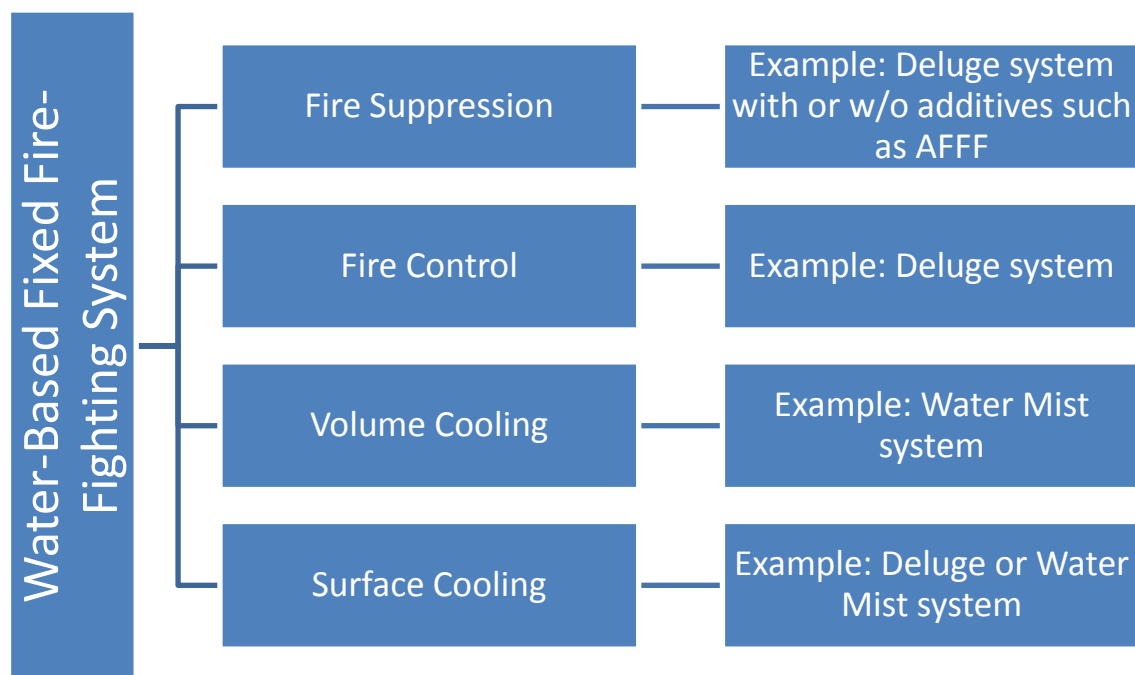 Water-Based Fixed Fire-
Fighting System
Fire Suppression
Example: Deluge system
with or w/o additives such
as AFFF
Fire Control
Example: Deluge system
Volume Cooling
Example: Water Mist
system
Surface Cooling
Example: Deluge or Water
Mist system